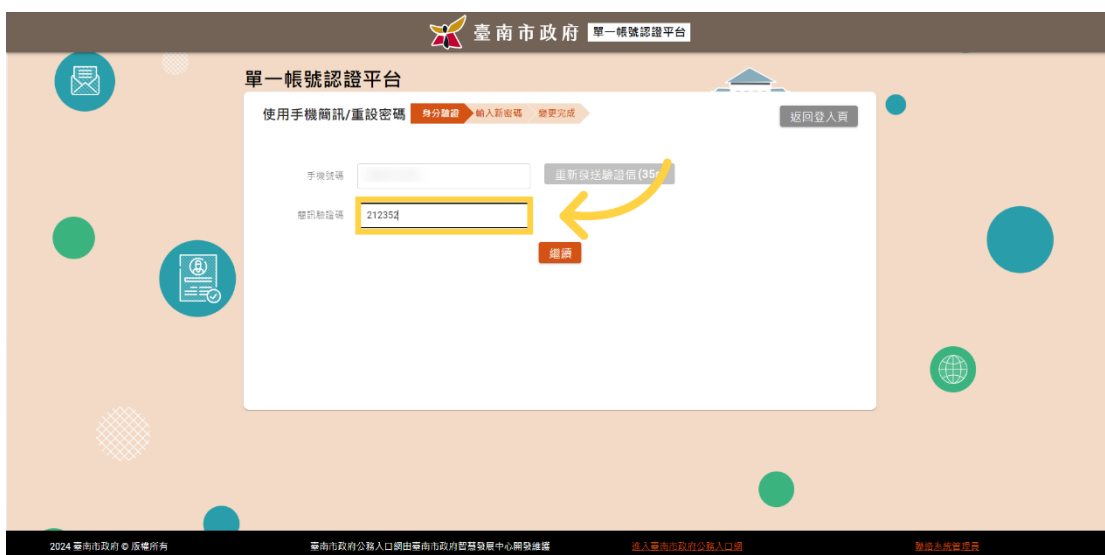 臺南市政府 單一帳號認證平台
單一帳號認證平台
使用手機簡訊/重設密碼 身分驗證 輸入新密碼 變更完成 返回登入頁
手機號碼 重新發送驗證信(35
簡訊驗證碼 212352
繼續
2024 臺南市政府 © 版權所有 臺南市政府公務入口網由臺南市政府智慧發展中心開發維護 進入臺南市政府公務入口網 聯絡系統管理員